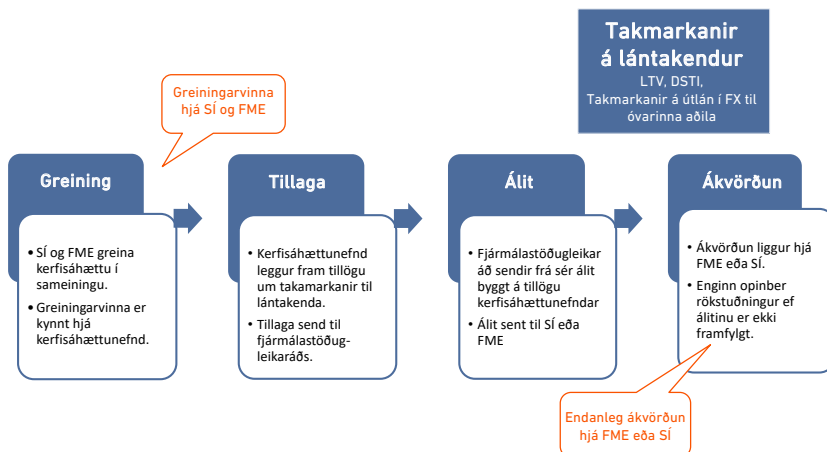 Takmarkanir
á lántakendur
LTV, DSTI,
Takmarkanir á útlán í FX til
óvarinna aðila
Greiningarvinna
hjá SÍ og FME
Greining
• SÍ og FME greina
kerfisáhættu í
sameiningu.
• Greiningarvinna er
kynnt hjá
kerfisáhættunefnd.
Tillaga
• Kerfisáhættunefnd
leggur fram tillögu
um takamarkanir til
lántakenda.
• Tillaga send til
fjármálastöðug-
leikaráðs.
Álit
• Fjármálastöðugleikar
áð sendir frá sér álit
byggt á tillögu
kerfisáhættunefndar
• Álit sent til SÍ eða
FME
Ákvörðun
• Ákvörðun liggur hjá
FME eða SÍ.
• Enginn opinber
rökstuðningur ef
álitinu er ekki
framfylgt.
Endanleg ákvörðun
hjá FME eða SÍ